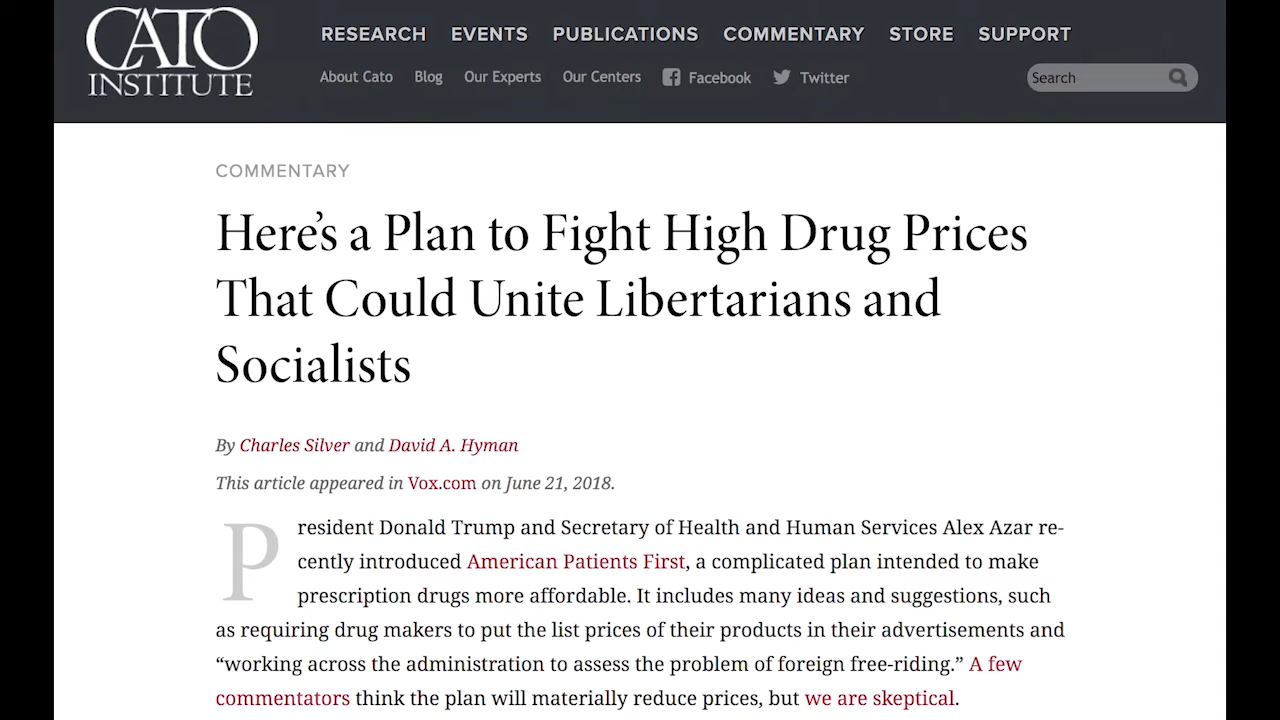 CATO
INSTITUTE
RESEARCH EVENTS PUBLICATIONS COMMENTARY STORE SUPPORT
About Cato Blog Our Experts Our Centers Facebook Twitter
Search
COMMENTARY
Here’s a Plan to Fight High Drug Prices
That Could Unite Libertarians and
Socialists
By Charles Silver and David A. Hyman
This article appeared in Vox.com on June 21, 2018.
President Donald Trump and Secretary of Health and Human Services Alex Azar re-
cently introduced American Patients First, a complicated plan intended to make
prescription drugs more affordable. It includes many ideas and suggestions, such
as requiring drug makers to put the list prices of their products in their advertisements and
“working across the administration to assess the problem of foreign free-riding.” A few
commentators think the plan will materially reduce prices, but we are skeptical.